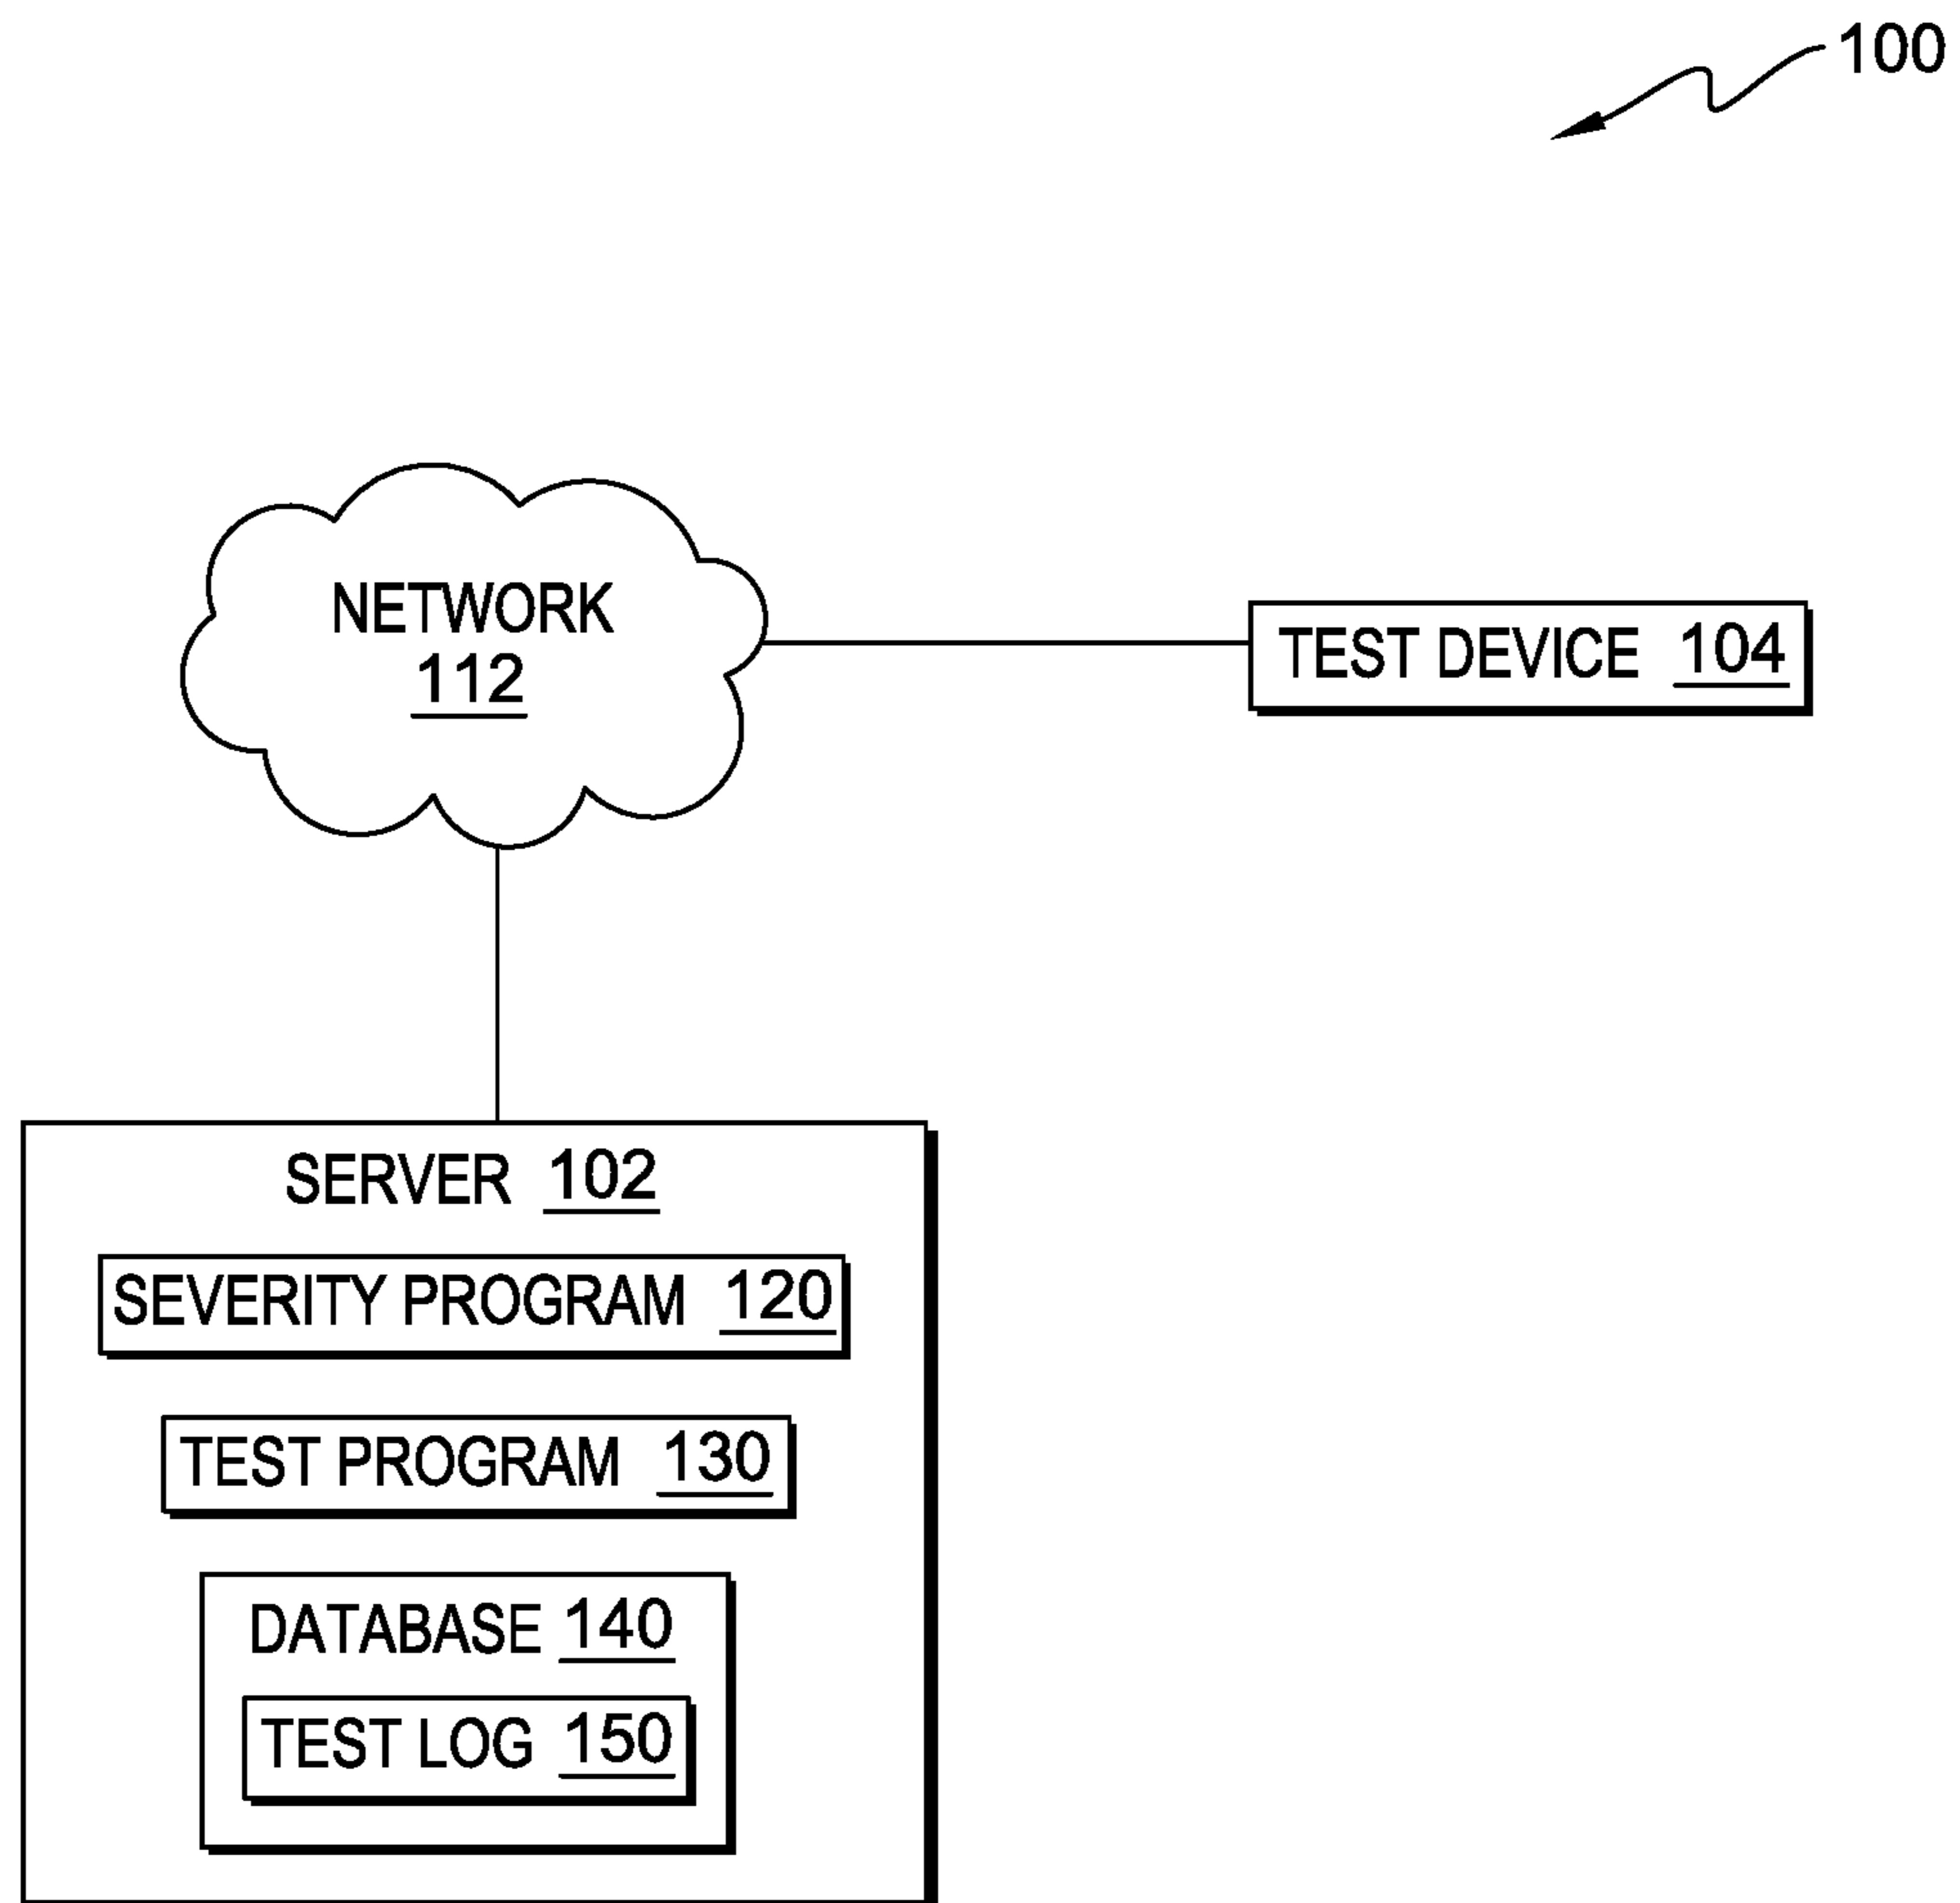 100
NETWORK
112
TEST DEVICE 104
SERVER 102
SEVERITY PROGRAM 120
TEST PROGRAM 130
DATABASE 140
TEST LOG 150